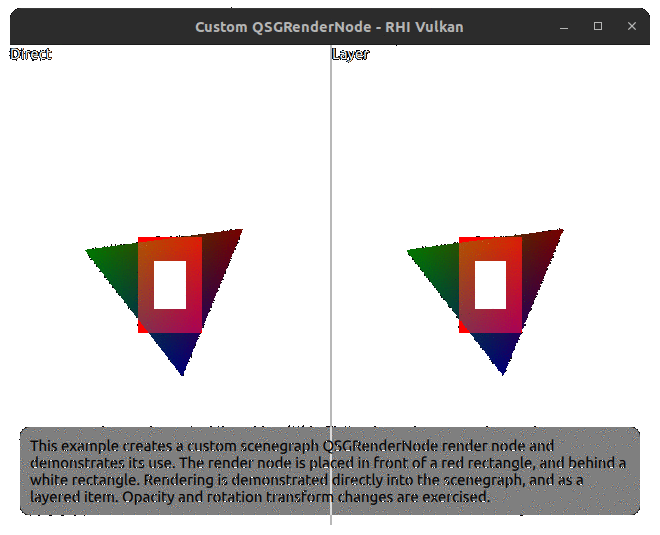 Custom QSGRenderNode - RHI Vulkan
Direct
Layer
This example creates a custom scenegraph QSGRenderNode render node and
demonstrates its use. The render node is placed in front of a red rectangle, and behind a
white rectangle. Rendering is demonstrated directly into the scenegraph, and as a
layered item. Opacity and rotation transform changes are exercised.